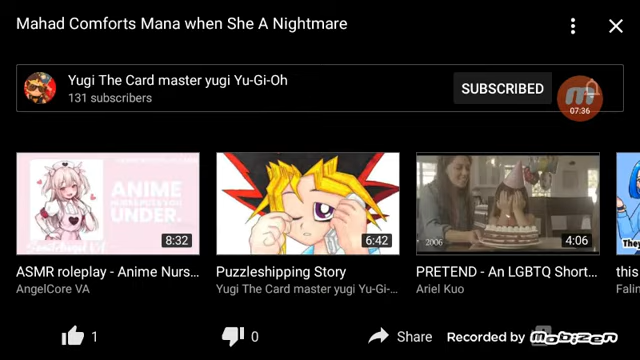 Mahad Comforts Mana when She A Nightmare
Yugi The Card master yugi Yu-Gi-Oh
131 subscribers
SUBSCRIBED
07:36
ANIME
UNDER.
8:32
6:42
2006
4:06
ASMR roleplay - Anime Nurs...
Puzzleshipping Story
PRETEND - An LGBTQ Short...
this
AngelCore VA
Yugi The Card master yugi Yu-Gi-...
Ariel Kuo
Falin
They
1
0
Share
Recorded by
Mobizen